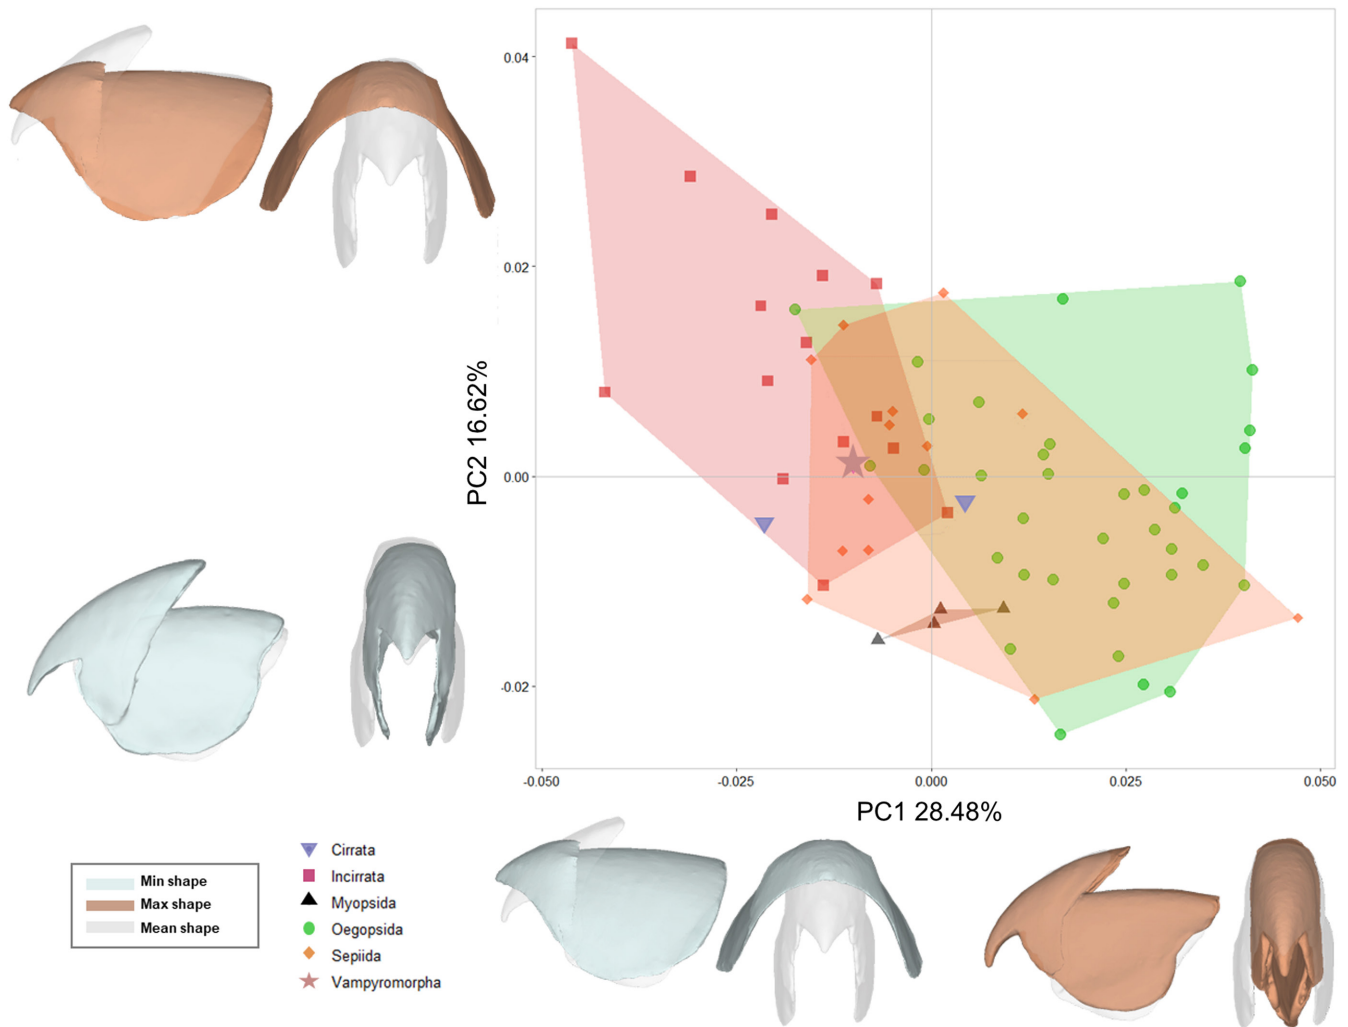 0.04
0.02
0.00
-0.02
PC2 16.62%
-0.050
-0.025
0.000
0.025
0.050
PC1 28.48%
Min shape
Max shape
Mean shape
Cirrata
Incirrata
Myopsida
Oegopsida
Sepiida
Vampyromorpha